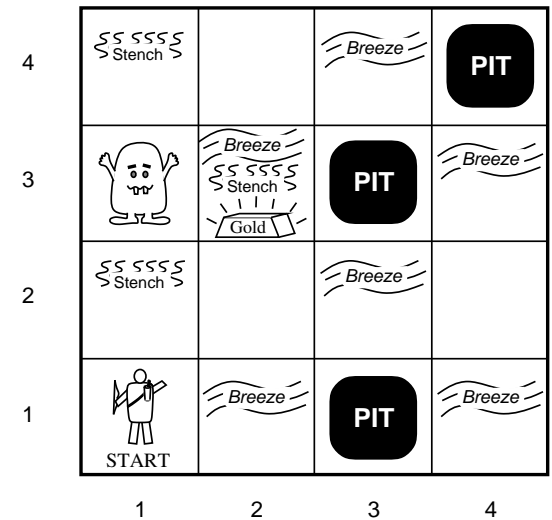 4
Stench
Breeze
PIT
3
Breeze
Stench
Gold
PIT
Breeze
2
Stench
Breeze
1
START
Breeze
PIT
Breeze
1 2 3 4